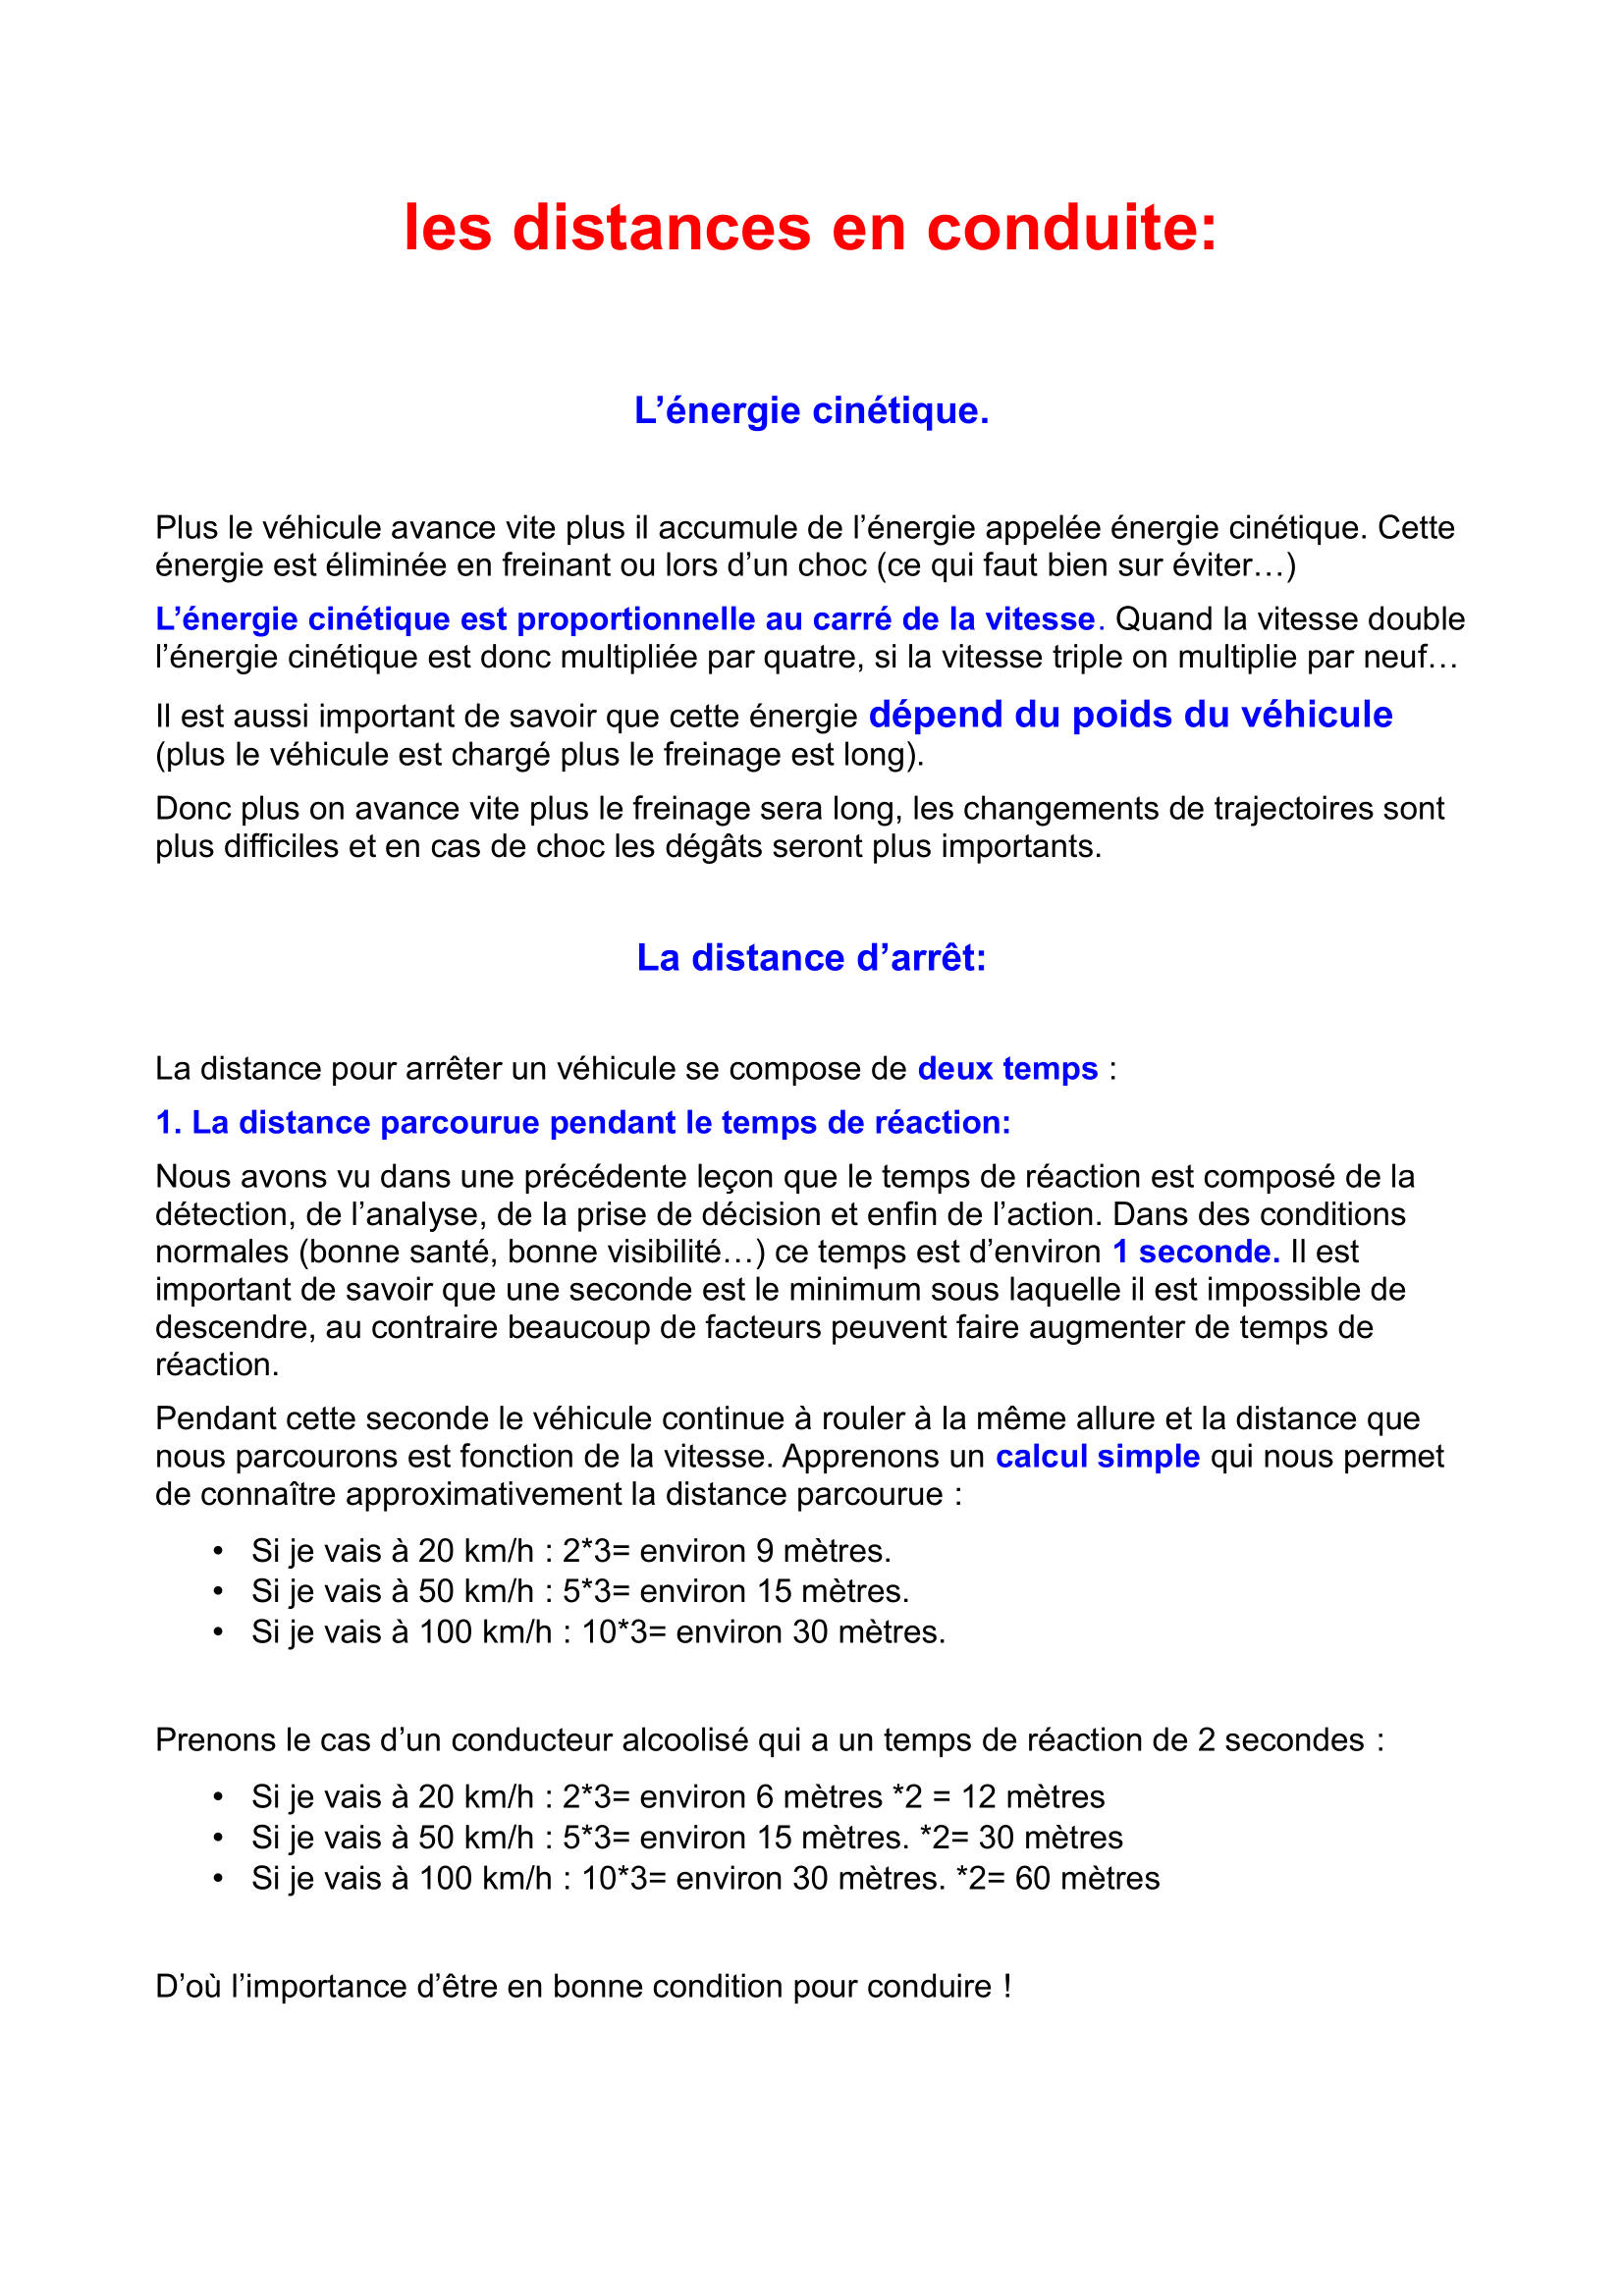 les distances en conduite:
L’énergie cinétique.
Plus le véhicule avance vite plus il accumule de l’énergie appelée énergie cinétique. Cette
énergie est éliminée en freinant ou lors d’un choc (ce qui faut bien sur éviter…)
L’énergie cinétique est proportionnelle au carré de la vitesse. Quand la vitesse double
l’énergie cinétique est donc multipliée par quatre, si la vitesse triple on multiplie par neuf…
Il est aussi important de savoir que cette énergie dépend du poids du véhicule
(plus le véhicule est chargé plus le freinage est long).
Donc plus on avance vite plus le freinage sera long, les changements de trajectoires sont
plus difficiles et en cas de choc les dégâts seront plus importants.
La distance d’arrêt:
La distance pour arrêter un véhicule se compose de deux temps :
1. La distance parcourue pendant le temps de réaction:
Nous avons vu dans une précédente leçon que le temps de réaction est composé de la
détection, de l’analyse, de la prise de décision et enfin de l’action. Dans des conditions
normales (bonne santé, bonne visibilité…) ce temps est d’environ 1 seconde. Il est
important de savoir que une seconde est le minimum sous laquelle il est impossible de
descendre, au contraire beaucoup de facteurs peuvent faire augmenter de temps de
réaction.
Pendant cette seconde le véhicule continue à rouler à la même allure et la distance que
nous parcourons est fonction de la vitesse. Apprenons un calcul simple qui nous permet
de connaître approximativement la distance parcourue :
• Si je vais à 20 km/h : 2*3= environ 9 mètres.
• Si je vais à 50 km/h : 5*3= environ 15 mètres.
• Si je vais à 100 km/h : 10*3= environ 30 mètres.
Prenons le cas d’un conducteur alcoolisé qui a un temps de réaction de 2 secondes :
• Si je vais à 20 km/h : 2*3= environ 6 mètres *2 = 12 mètres
• Si je vais à 50 km/h : 5*3= environ 15 mètres. *2= 30 mètres
• Si je vais à 100 km/h : 10*3= environ 30 mètres. *2= 60 mètres
D’où l’importance d’être en bonne condition pour conduire !